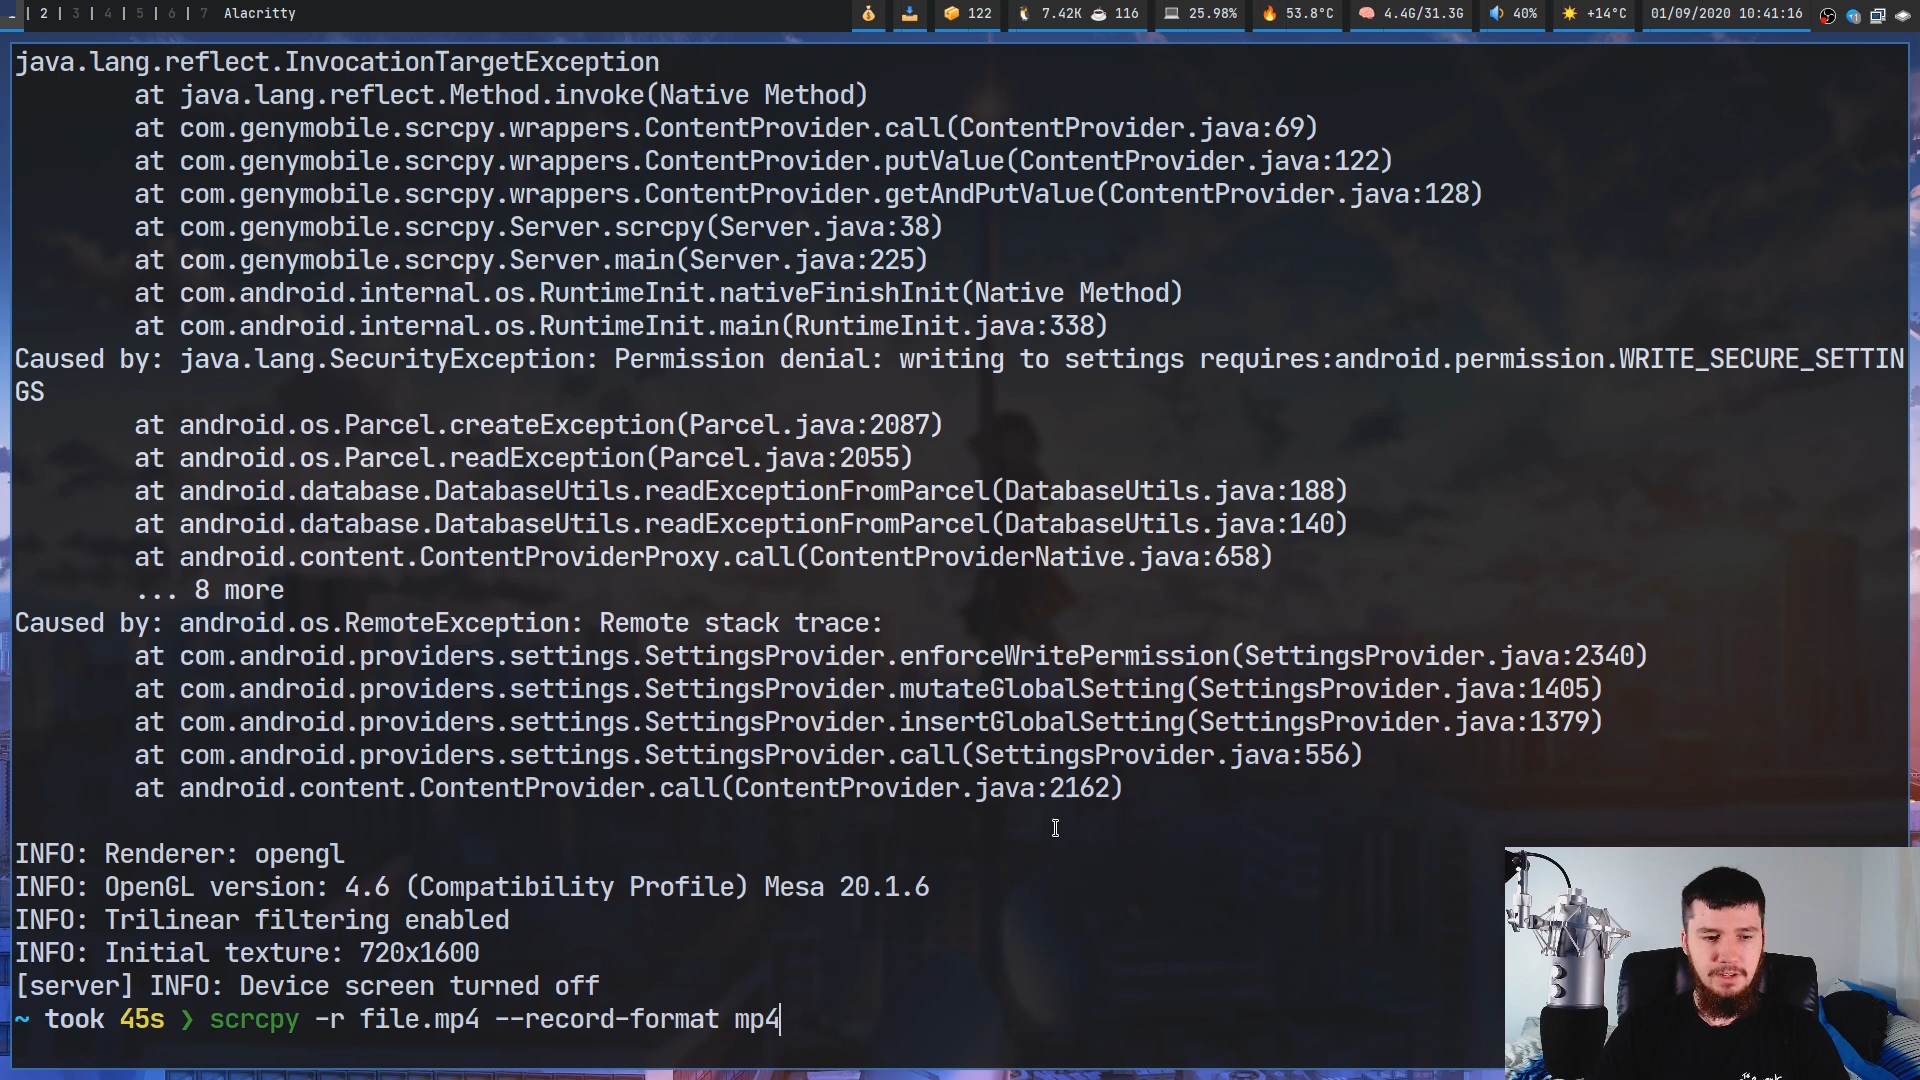 | 2 | 3 | 4 | 5 | 6 | 7 Alacritty 122 7.42K 116 25.98% 53.8°C 4.4G/31.3G 40% +14°C 01/09/2020 10:41:16
java.lang.reflect.InvocationTargetException
at java.lang.reflect.Method.invoke(Native Method)
at com.genymobile.scrcpy.wrappers.ContentProvider.call(ContentProvider.java:69)
at com.genymobile.scrcpy.wrappers.ContentProvider.putValue(ContentProvider.java:122)
at com.genymobile.scrcpy.wrappers.ContentProvider.getAndPutValue(ContentProvider.java:128)
at com.genymobile.scrcpy.Server.scrcpy(Server.java:38)
at com.genymobile.scrcpy.Server.main(Server.java:225)
at com.android.internal.os.RuntimeInit.nativeFinishInit(Native Method)
at com.android.internal.os.RuntimeInit.main(RuntimeInit.java:338)
Caused by: java.lang.SecurityException: Permission denial: writing to settings requires:android.permission.WRITE_SECURE_SETTIN
GS
at android.os.Parcel.createException(Parcel.java:2087)
at android.os.Parcel.readException(Parcel.java:2055)
at android.database.DatabaseUtils.readExceptionFromParcel(DatabaseUtils.java:188)
at android.database.DatabaseUtils.readExceptionFromParcel(DatabaseUtils.java:140)
at android.content.ContentProviderProxy.call(ContentProviderNative.java:658)
... 8 more
Caused by: android.os.RemoteException: Remote stack trace:
at com.android.providers.settings.SettingsProvider.enforceWritePermission(SettingsProvider.java:2340)
at com.android.providers.settings.SettingsProvider.mutateGlobalSetting(SettingsProvider.java:1405)
at com.android.providers.settings.SettingsProvider.insertGlobalSetting(SettingsProvider.java:1379)
at com.android.providers.settings.SettingsProvider.call(SettingsProvider.java:556)
at android.content.ContentProvider.call(ContentProvider.java:2162)
INFO: Renderer: opengl
INFO: OpenGL version: 4.6 (Compatibility Profile) Mesa 20.1.6
INFO: Trilinear filtering enabled
INFO: Initial texture: 720x1600
[server] INFO: Device screen turned off
~ took 45s ❯ scrcpy -r file.mp4 --record-format mp4